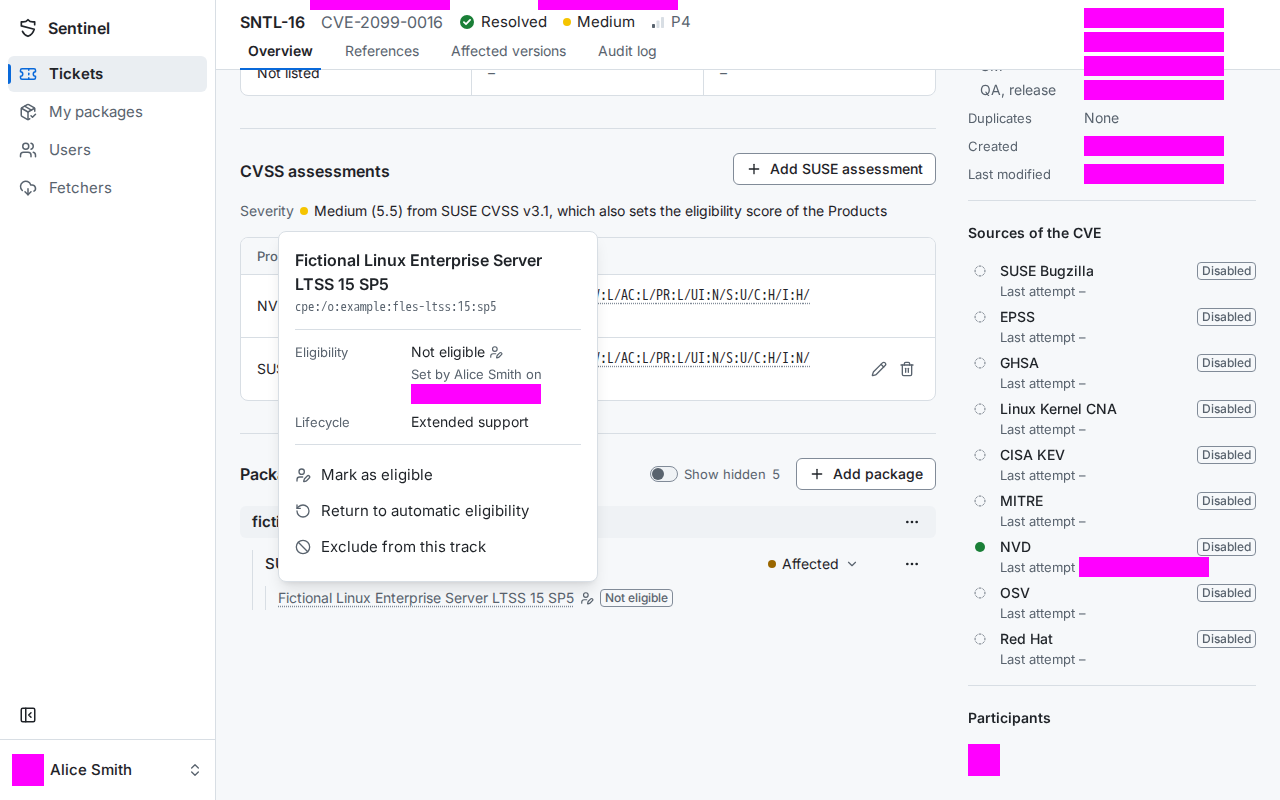 Sentinel
Tickets
My packages
Users
Fetchers
Alice Smith
SNTL-16 CVE-2099-0016 Resolved Medium P4
Overview References Affected versions Audit log
Not listed – –
CVSS assessments
Add SUSE assessment
Severity Medium (5.5) from SUSE CVSS v3.1, which also sets the eligibility score of the Products
Fictional Linux Enterprise Server
LTSS 15 SP5
cpe:/o:example:fles-ltss:15:sp5
Eligibility Not eligible
Set by Alice Smith on
Lifecycle Extended support
Mark as eligible
Return to automatic eligibility
Exclude from this track
:L/AC:L/PR:L/UI:N/S:U/C:H/I:H/
:L/AC:L/PR:L/UI:N/S:U/C:H/I:N/
Show hidden 5
Add package
Affected
Fictional Linux Enterprise Server LTSS 15 SP5 Not eligible
QA, release
Duplicates None
Created
Last modified
Sources of the CVE
SUSE Bugzilla Disabled
Last attempt –
EPSS Disabled
Last attempt –
GHSA Disabled
Last attempt –
Linux Kernel CNA Disabled
Last attempt –
CISA KEV Disabled
Last attempt –
MITRE Disabled
Last attempt –
NVD Disabled
Last attempt
OSV Disabled
Last attempt –
Red Hat Disabled
Last attempt –
Participants